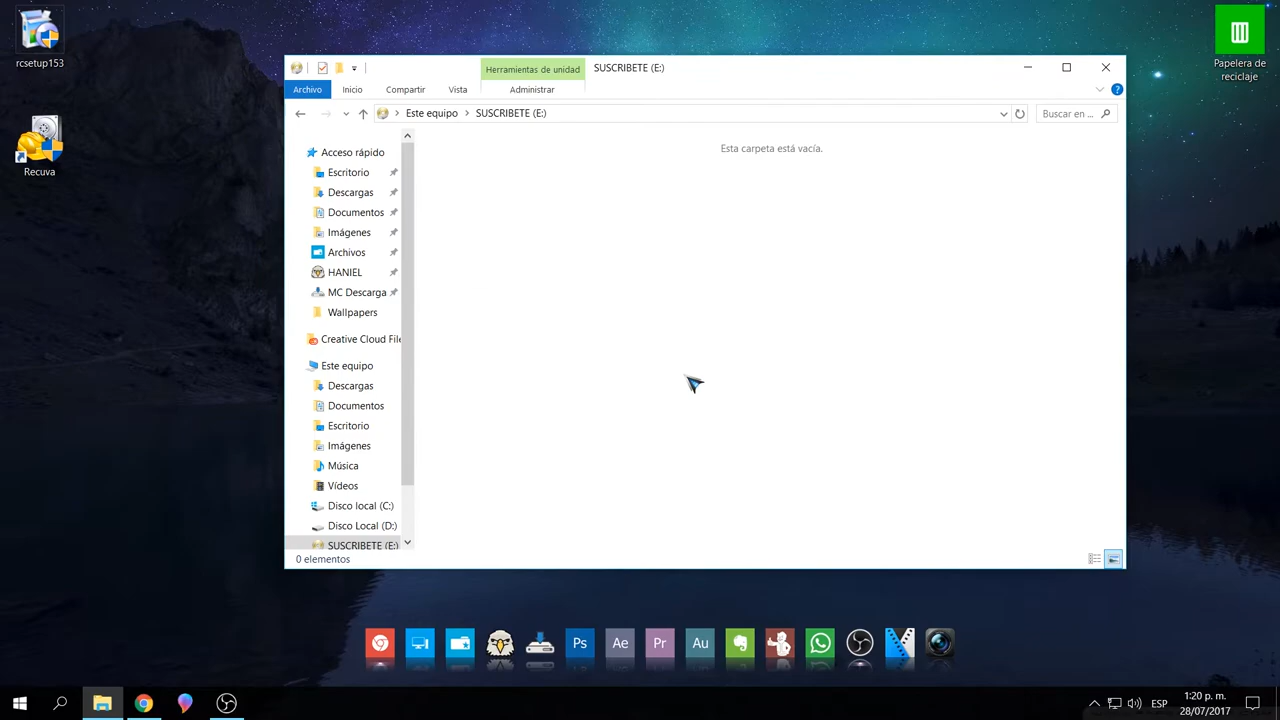 rcsetup153
Recuva
Papelera de
reciclaje
Herramientas de unidad
SUSCRIBETE (E:)
Archivo
Inicio
Compartir
Vista
Administrar
Este equipo
SUSCRIBETE (E:)
Buscar en ...
Esta carpeta está vacía.
Acceso rápido
Escritorio
Descargas
Documentos
Imágenes
Archivos
HANIEL
MC Descarga
Wallpapers
Creative Cloud File
Este equipo
Descargas
Documentos
Escritorio
Imágenes
Música
Vídeos
Disco local (C:)
Disco Local (D:)
SUSCRIBETE (E:)
0 elementos
Ps
Ae
Pr
Au
ESP
1:20 p. m.
28/07/2017